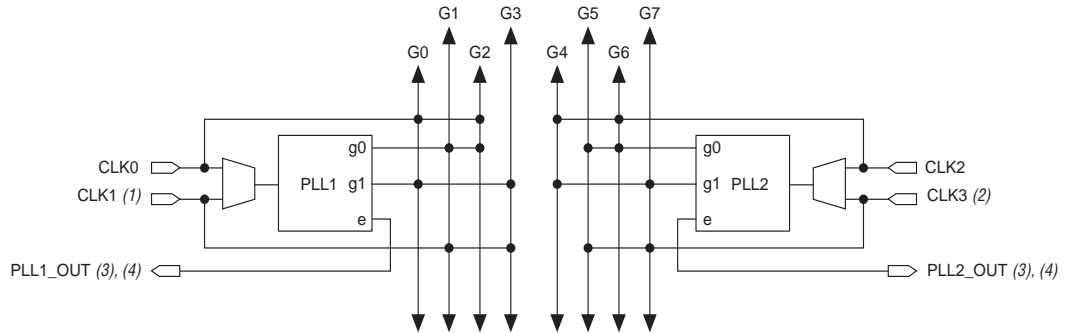 G1 G3 G5 G7
G0 G2 G4 G6
g0 g0
CLK0 CLK2
PLL1 g1 g1 PLL2
CLK1 (1) CLK3 (2)
e e
PLL1_OUT (3), (4) PLL2_OUT (3), (4)